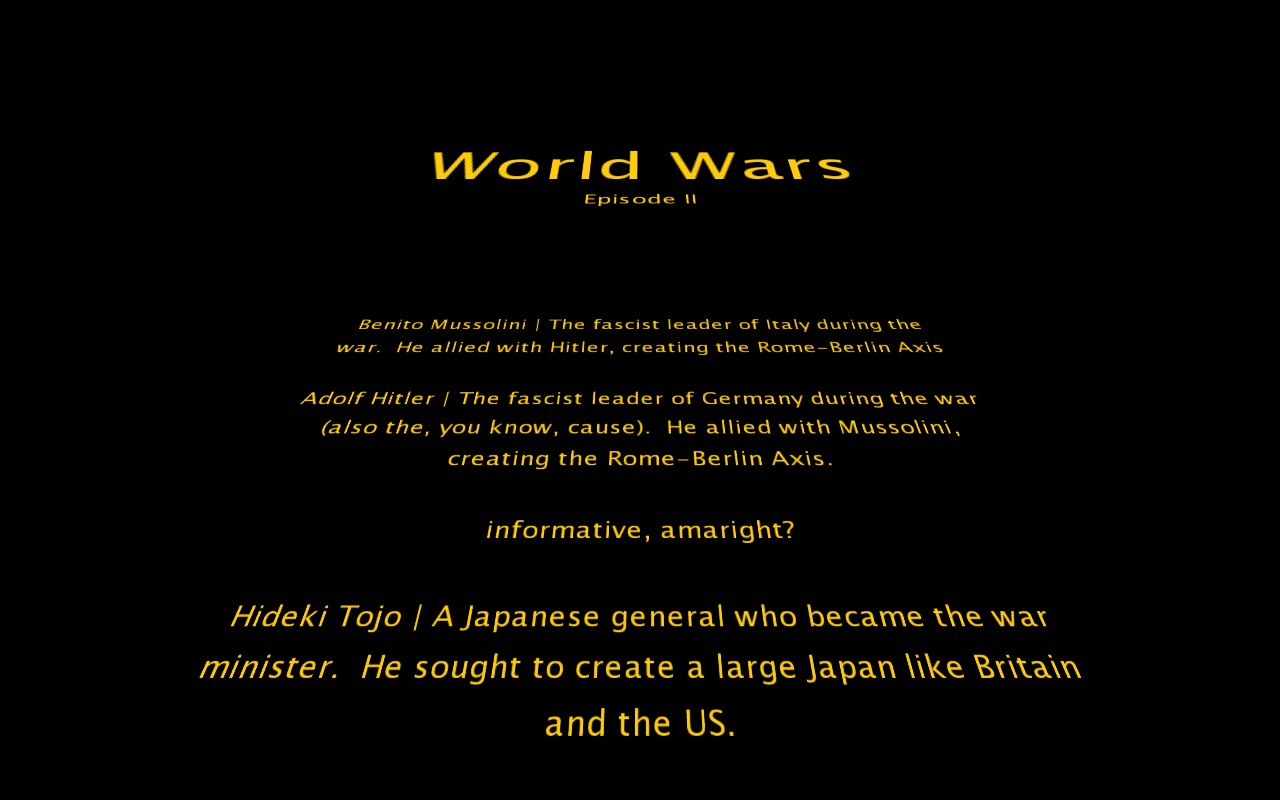 World Wars
Episode II
Benito Mussolini | The fascist leader of Italy during the
war.  He allied with Hitler, creating the Rome-Berlin Axis
Adolf Hitler | The fascist leader of Germany during the war
(also the, you know, cause).  He allied with Mussolini,
creating the Rome-Berlin Axis.
informative, amaright?
Hideki Tojo | A Japanese general who became the war
minister.  He sought to create a large Japan like Britain
and the US.